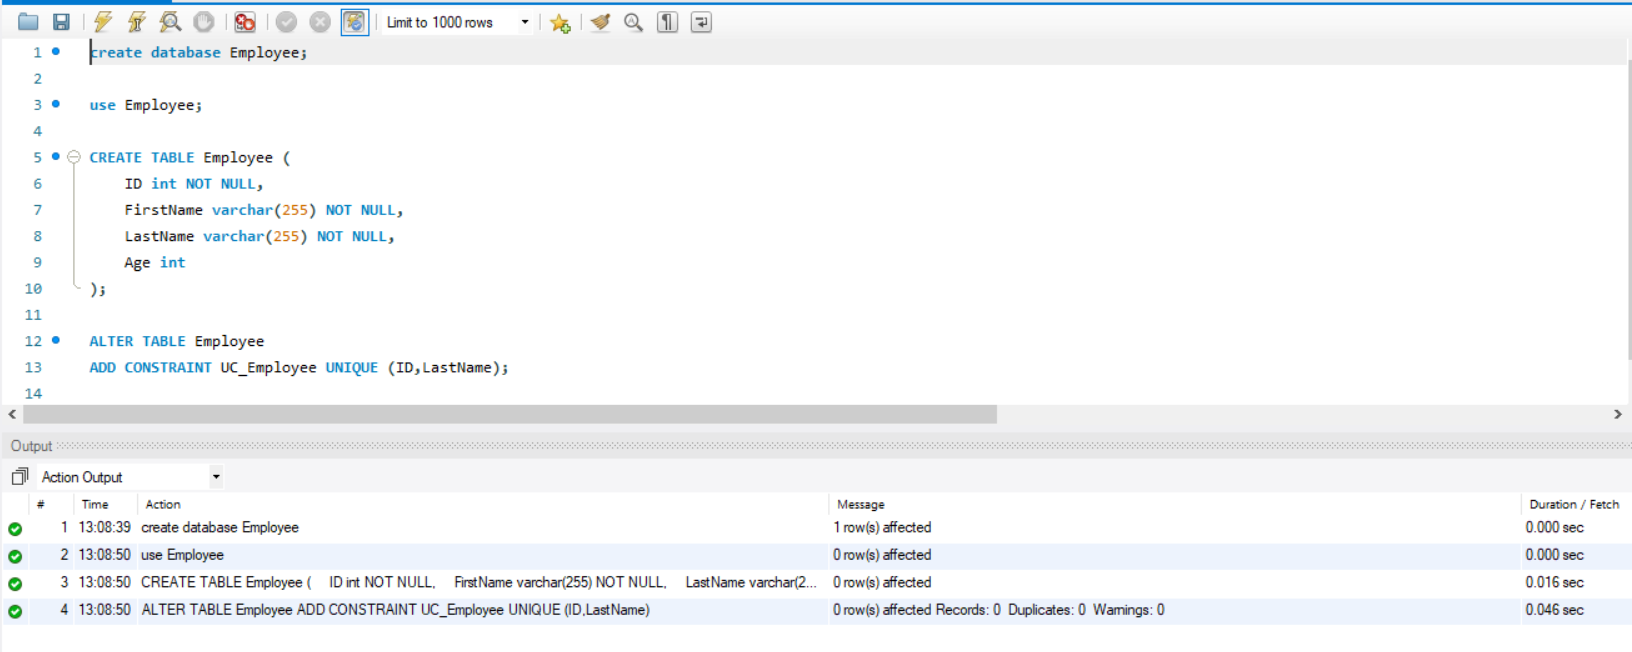 Limit to 1000 rows
1 create database Employee;
2
3 use Employee;
4
5 CREATE TABLE Employee (
6 ID int NOT NULL,
7 FirstName varchar(255) NOT NULL,
8 LastName varchar(255) NOT NULL,
9 Age int
10 );
11
12 ALTER TABLE Employee
13 ADD CONSTRAINT UC_Employee UNIQUE (ID,LastName);
14
Output
Action Output
# Time Action Message Duration / Fetch
1 13:08:39 create database Employee 1 row(s) affected 0.000 sec
2 13:08:50 use Employee 0 row(s) affected 0.000 sec
3 13:08:50 CREATE TABLE Employee ( ID int NOT NULL, FirstName varchar(255) NOT NULL, LastName varchar(2... 0 row(s) affected 0.016 sec
4 13:08:50 ALTER TABLE Employee ADD CONSTRAINT UC_Employee UNIQUE (ID,LastName) 0 row(s) affected Records: 0 Duplicates: 0 Warnings: 0 0.046 sec